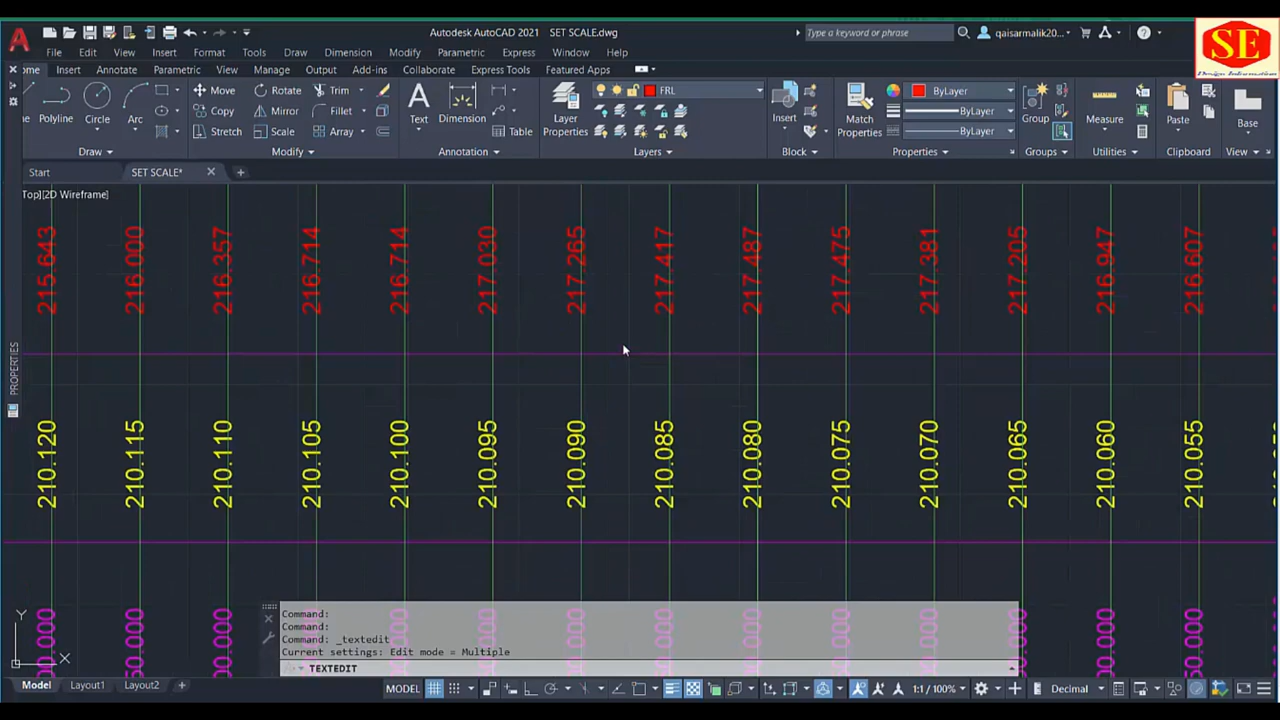 Autodesk AutoCAD 2021 SET SCALE.dwg
Type a keyword or phrase
qaisarmalik20...
SE
Design Information
File Edit View Insert Format Tools Draw Dimension Modify Parametric Express Window Help
ome Insert Annotate Parametric View Manage Output Add-ins Collaborate Express Tools Featured Apps
Move Rotate Trim
Copy Mirror Fillet
Stretch Scale Array
ne Polyline Circle Arc
Text Dimension Table
Layer Properties
FRL
Insert
Match Properties
ByLayer
ByLayer
ByLayer
Group
Measure
Paste
Base
Draw Modify Annotation Layers Block Properties Groups Utilities Clipboard View
Start SET SCALE*
Top][2D Wireframe]
215.643 216.000 216.357 216.714 216.714 217.030 217.265 217.417 217.487 217.475 217.381 217.205 216.947 216.607
PROPERTIES
210.120 210.115 210.110 210.105 210.100 210.095 210.090 210.085 210.080 210.075 210.070 210.065 210.060 210.055
Command:
Command:
Command: _textedit
Current settings: Edit mode = Multiple
TEXTEDIT
Y
X
Model Layout1 Layout2
MODEL 1:1 / 100% Decimal